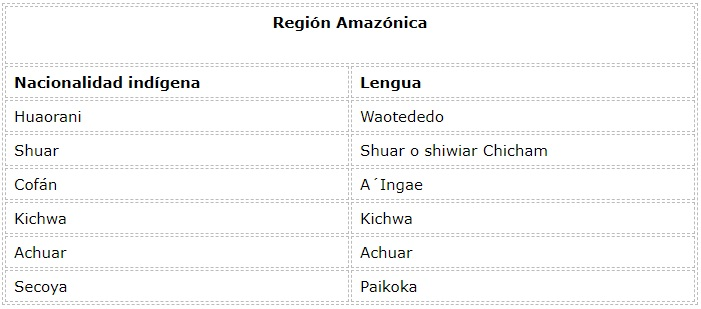 Región Amazónica
Nacionalidad indígena Lengua
Huaorani Waotededo
Shuar Shuar o shiwiar Chicham
Cofán A´Ingae
Kichwa Kichwa
Achuar Achuar
Secoya Paikoka